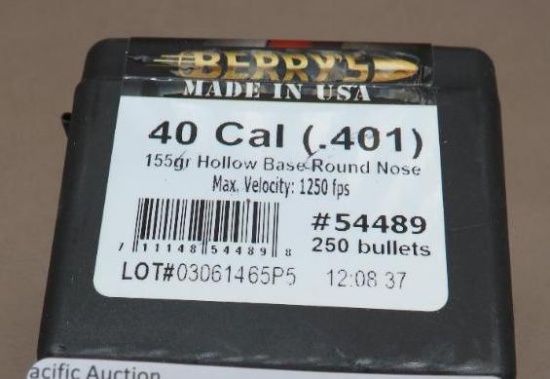 BERRY'S
MADE IN USA
40 Cal (.401)
155gr Hollow Base Round Nose
Max. Velocity: 1250 fps
#54489
250 bullets
7 11148 54489 8
LOT#03061465P5 12:08 37
acific Auction